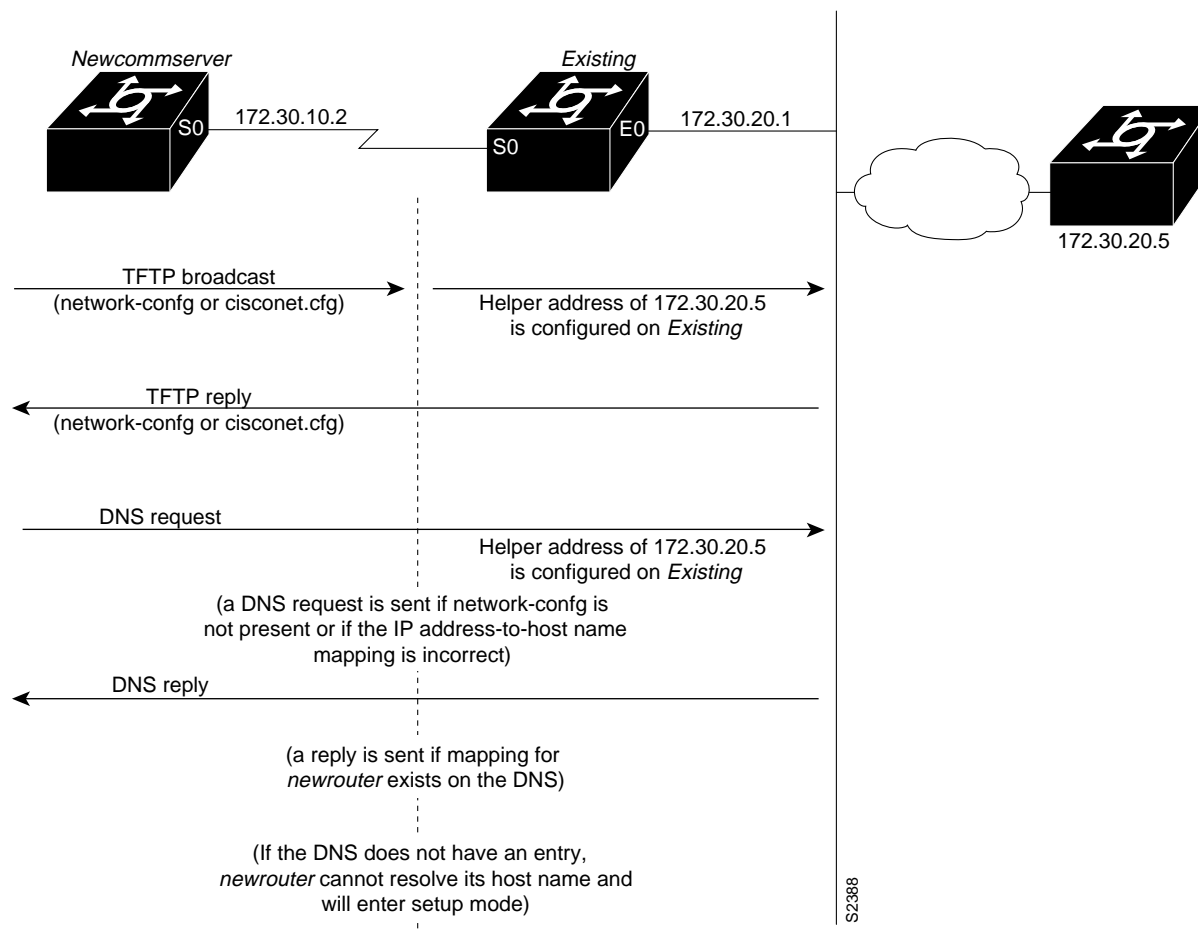 Newcommserver
Existing
S0
172.30.10.2
S0
E0
172.30.20.1
172.30.20.5
TFTP broadcast
(network-confg or cisconet.cfg)
Helper address of 172.30.20.5
is configured on Existing
TFTP reply
(network-confg or cisconet.cfg)
DNS request
Helper address of 172.30.20.5
is configured on Existing
(a DNS request is sent if network-confg is
not present or if the IP address-to-host name
mapping is incorrect)
DNS reply
(a reply is sent if mapping for
newrouter exists on the DNS)
(If the DNS does not have an entry,
newrouter cannot resolve its host name and
will enter setup mode)
S2388